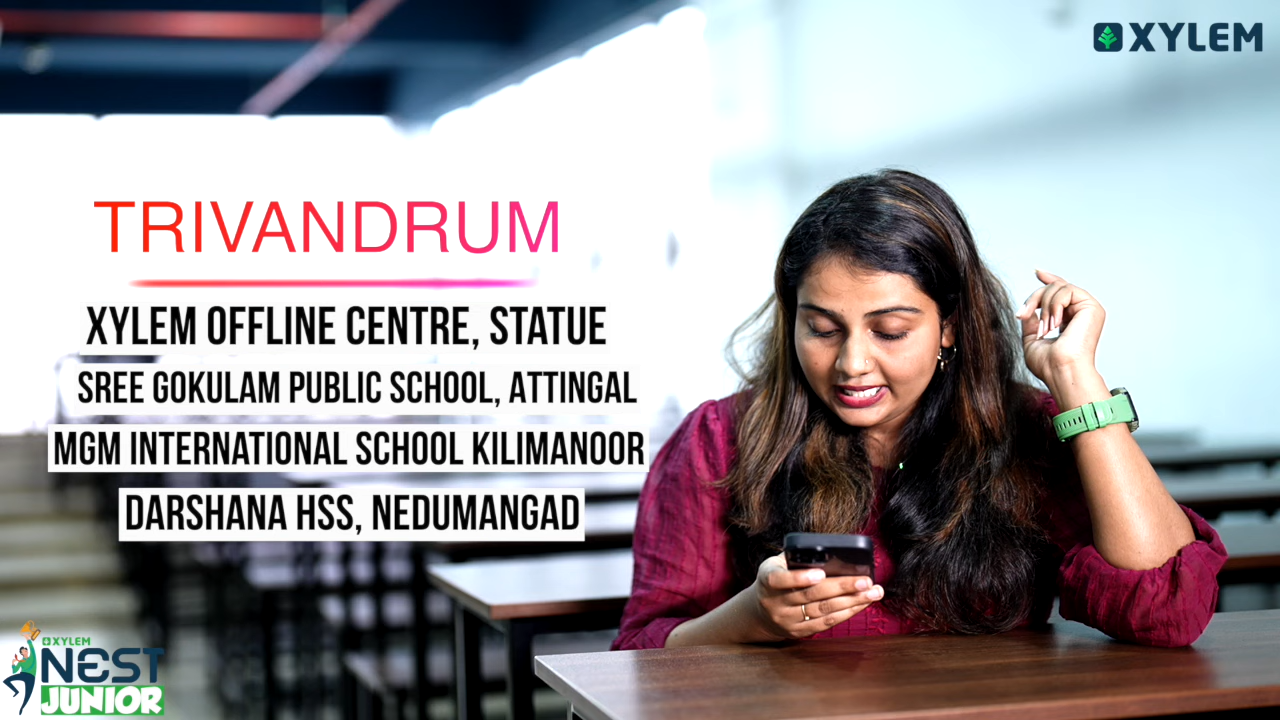 XYLEM
TRIVANDRUM
XYLEM OFFLINE CENTRE, STATUE
SREE GOKULAM PUBLIC SCHOOL, ATTINGAL
MGM INTERNATIONAL SCHOOL KILIMANOOR
DARSHANA HSS, NEDUMANGAD
XYLEM
NEST
JUNIOR